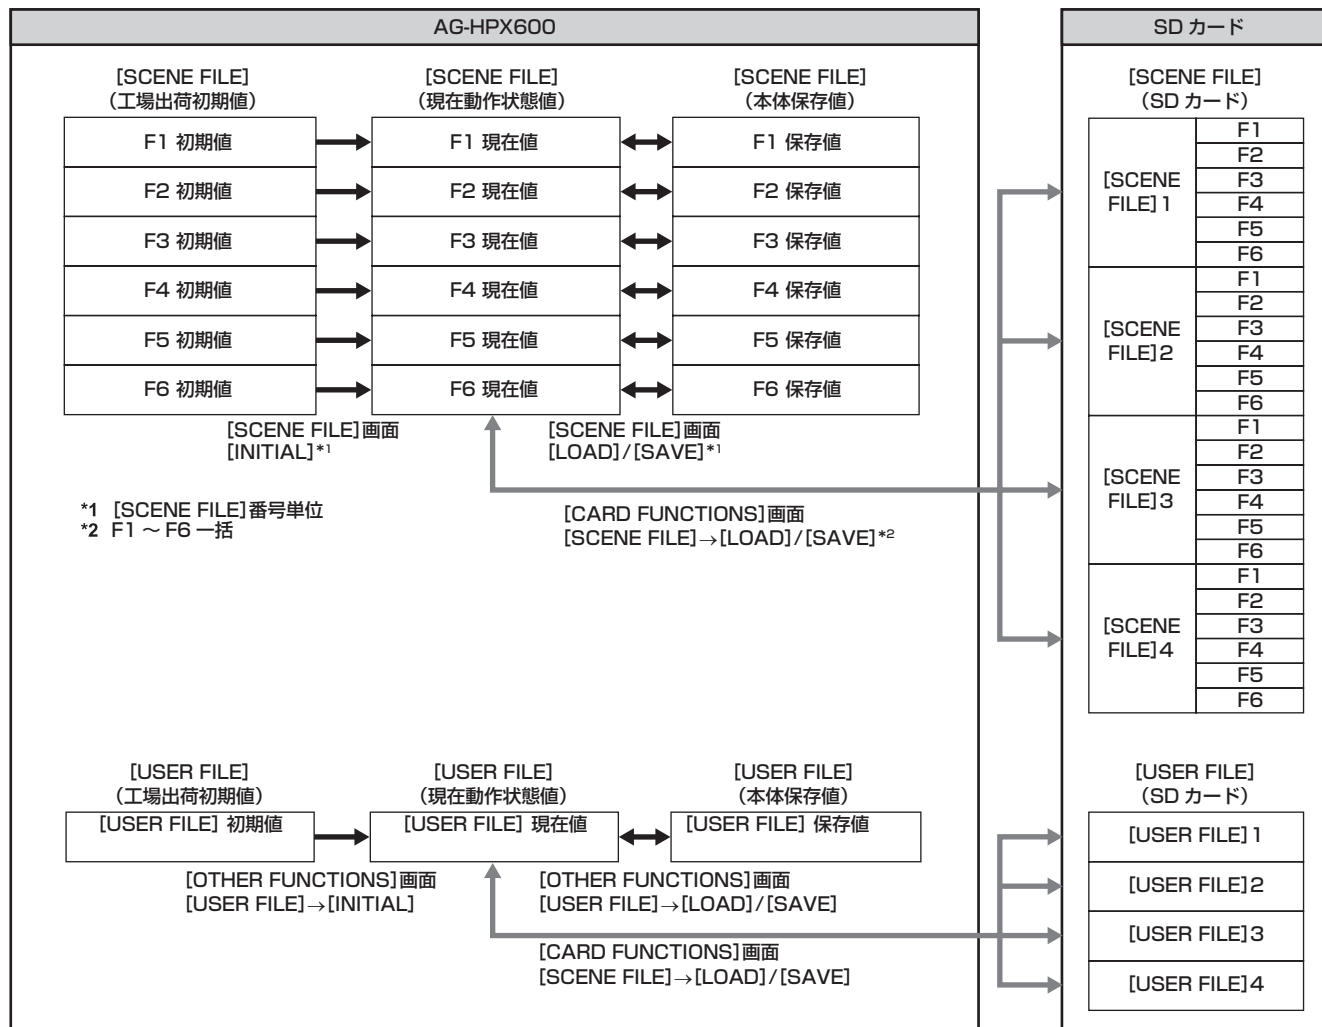 AG-HPX600
[SCENE FILE]
（工場出荷初期値）
[SCENE FILE]
（現在動作状態値）
[SCENE FILE]
（本体保存値）
F1 初期値
F1 現在値
F1 保存値
F2 初期値
F2 現在値
F2 保存値
F3 初期値
F3 現在値
F3 保存値
F4 初期値
F4 現在値
F4 保存値
F5 初期値
F5 現在値
F5 保存値
F6 初期値
F6 現在値
F6 保存値
[SCENE FILE]画面
[INITIAL]*1
[SCENE FILE]画面
[LOAD]/[SAVE]*1
*1 [SCENE FILE]番号単位
*2 F1 ～ F6 一括
[CARD FUNCTIONS]画面
[SCENE FILE]→[LOAD]/[SAVE]*2
[USER FILE]
（工場出荷初期値）
[USER FILE]
（現在動作状態値）
[USER FILE]
（本体保存値）
[USER FILE] 初期値
[USER FILE] 現在値
[USER FILE] 保存値
[OTHER FUNCTIONS]画面
[USER FILE]→[INITIAL]
[OTHER FUNCTIONS]画面
[USER FILE]→[LOAD]/[SAVE]
[CARD FUNCTIONS]画面
[SCENE FILE]→[LOAD]/[SAVE]
SD カード
[SCENE FILE]
（SD カード）
[SCENE
FILE]1
F1
F2
F3
F4
F5
F6
[SCENE
FILE]2
F1
F2
F3
F4
F5
F6
[SCENE
FILE]3
F1
F2
F3
F4
F5
F6
[SCENE
FILE]4
F1
F2
F3
F4
F5
F6
[USER FILE]
（SD カード）
[USER FILE]1
[USER FILE]2
[USER FILE]3
[USER FILE]4